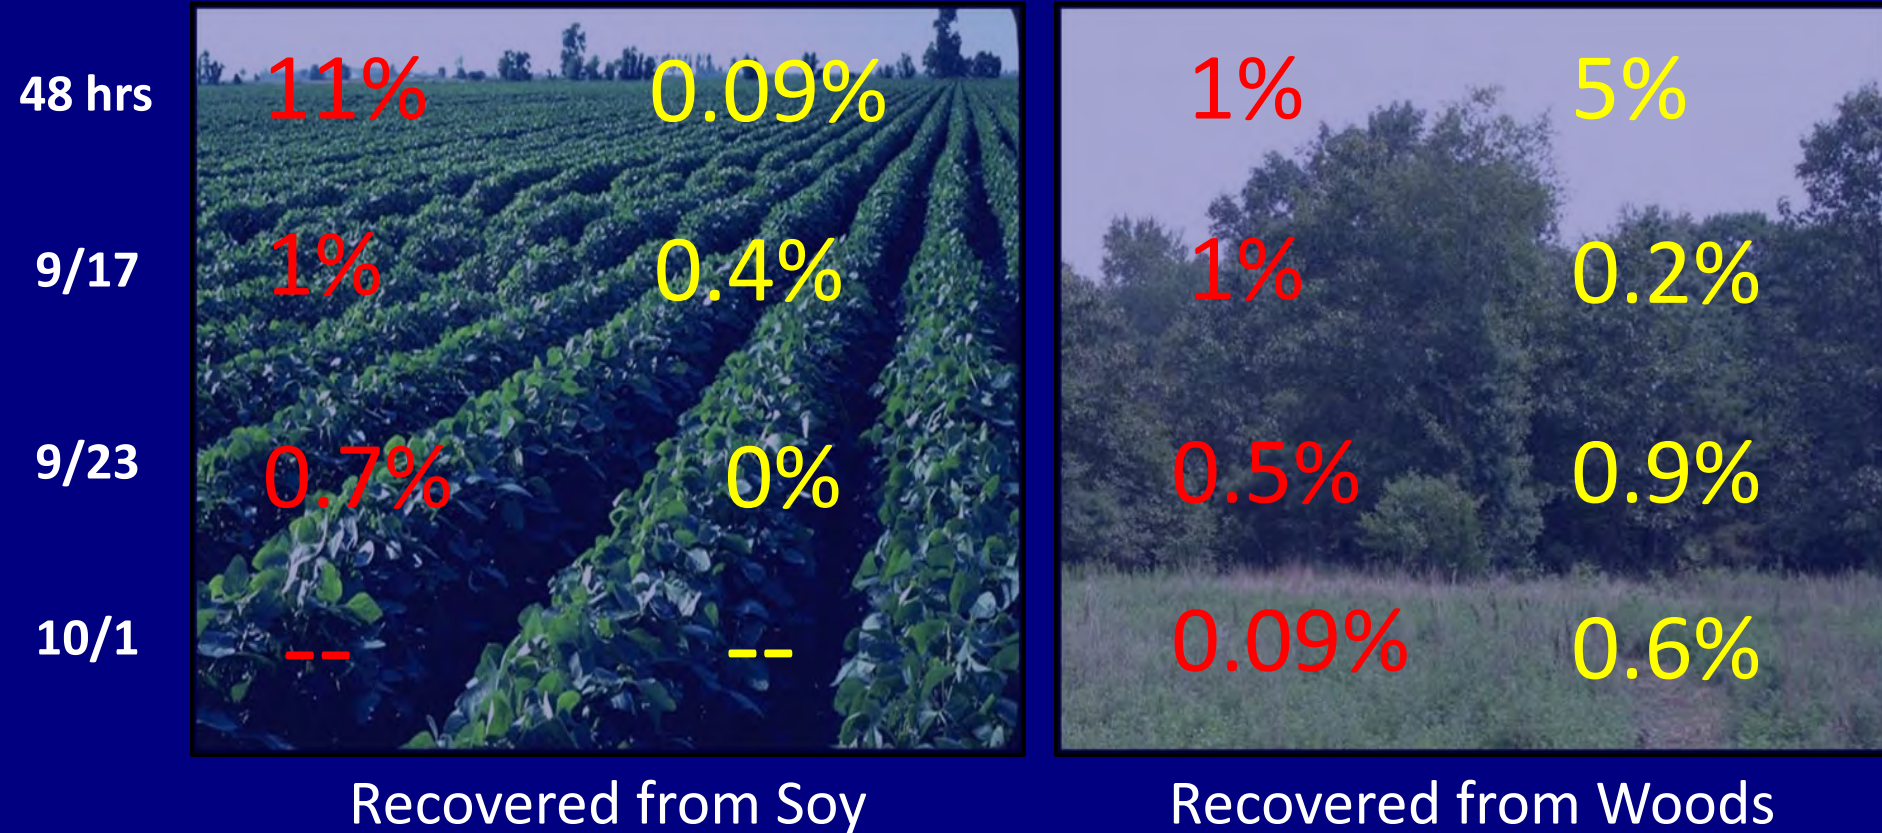 48 hrs 11% 0.09% 1% 5%
9/17 1% 0.4% 1% 0.2%
9/23 0.7% 0% 0.5% 0.9%
10/1 -- -- 0.09% 0.6%
Recovered from Soy Recovered from Woods